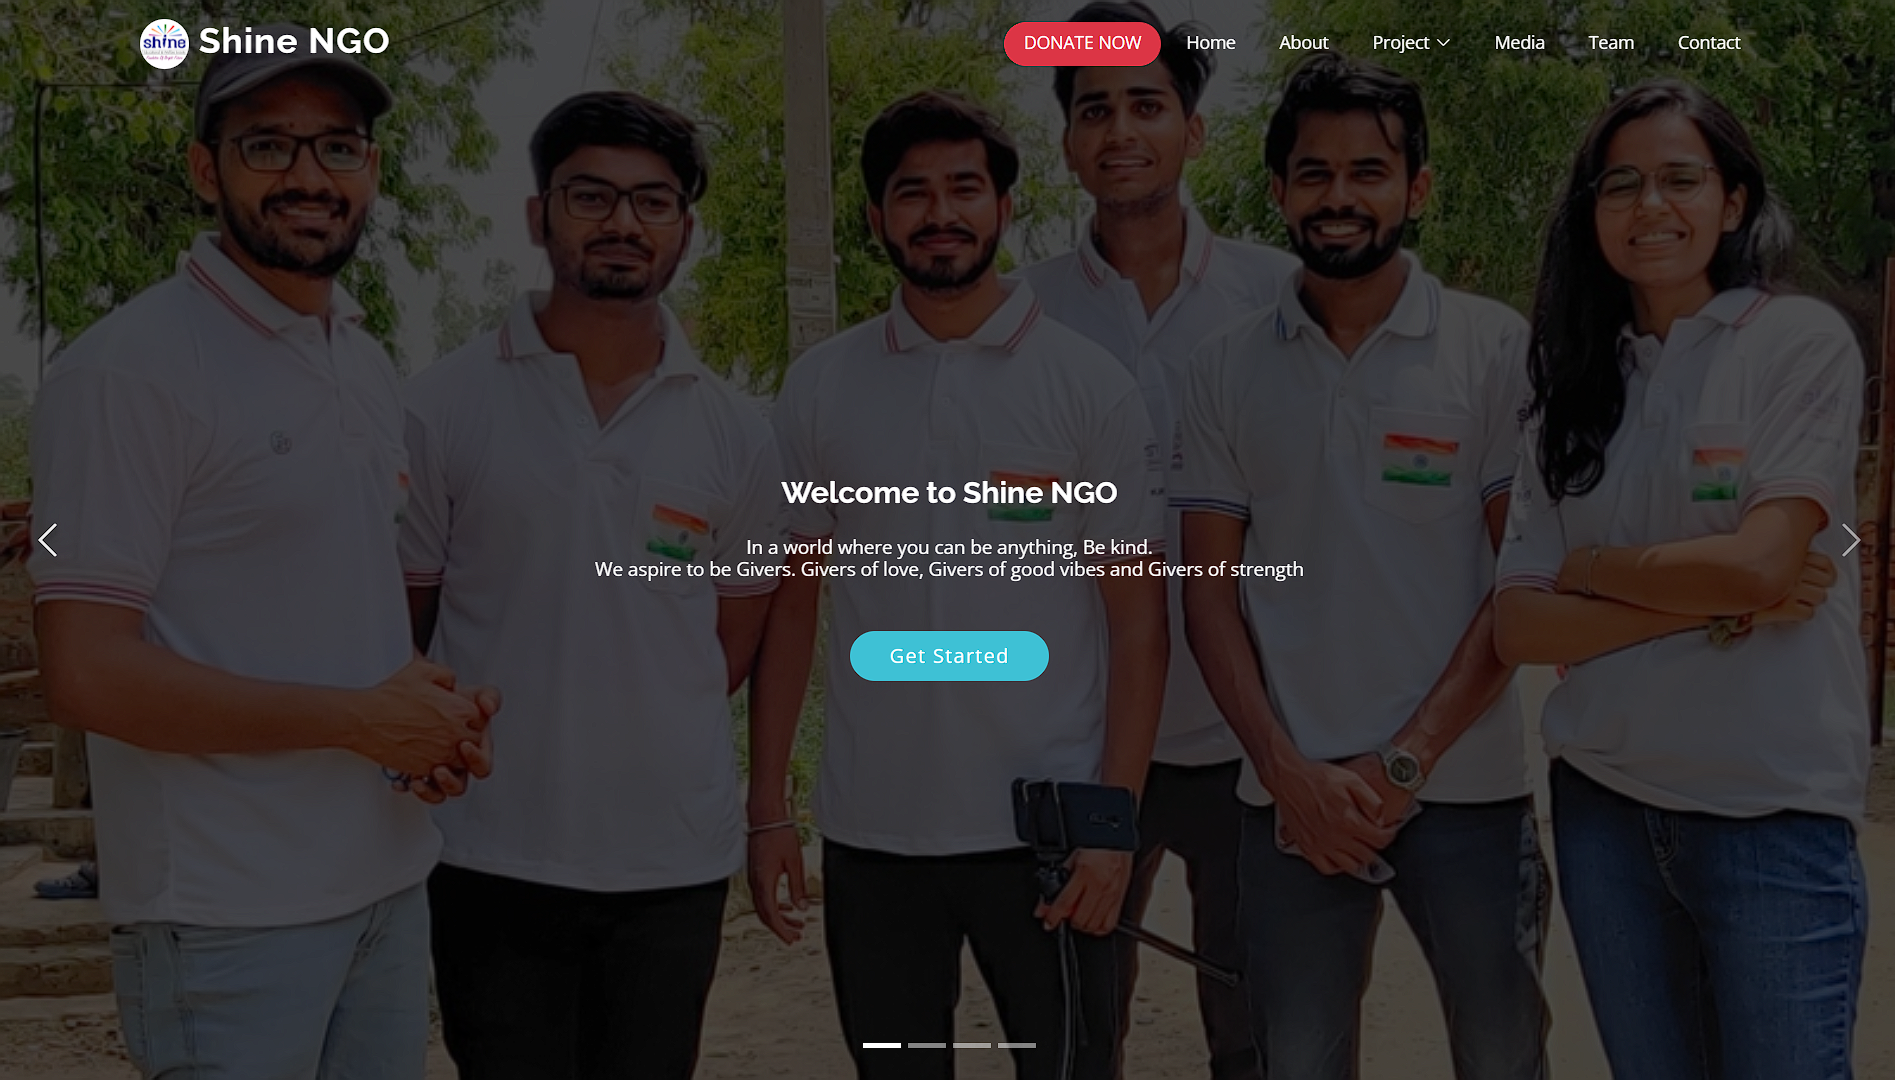 shine
Shine NGO
DONATE NOW
Home
About
Project
Media
Team
Contact
Welcome to Shine NGO
In a world where you can be anything, Be kind.
We aspire to be Givers. Givers of love, Givers of good vibes and Givers of strength
Get Started